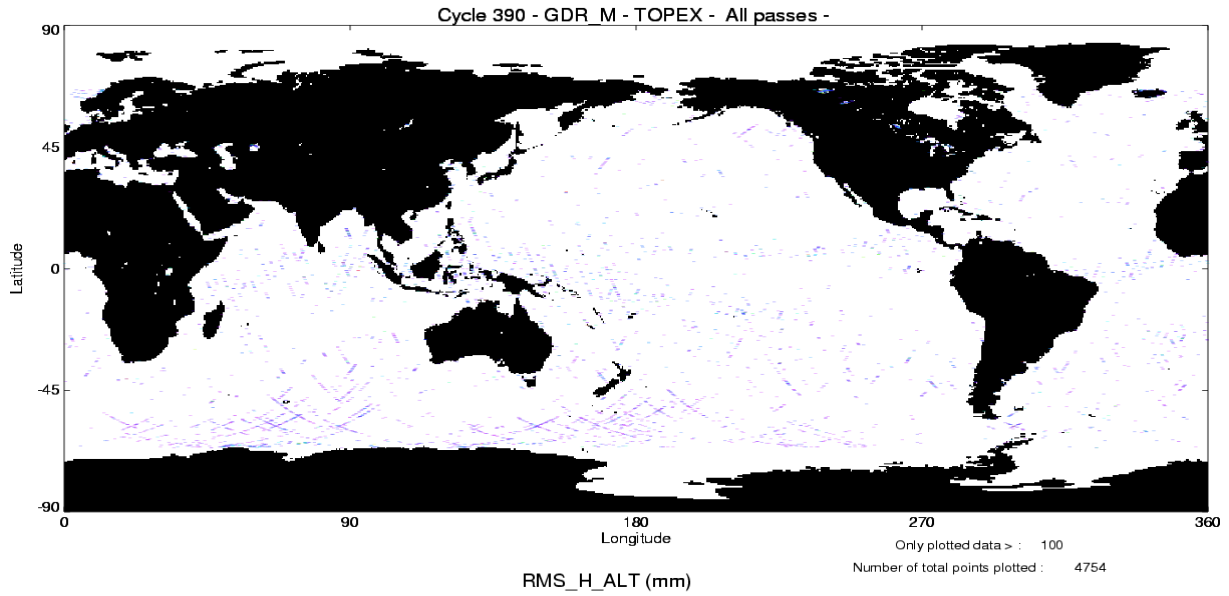 Cycle 390 - GDR_M - TOPEX - All passes -
90
45
0
-45
-90
Latitude
0 90 180 270 360
Longitude
Only plotted data > : 100
Number of total points plotted : 4754
RMS_H_ALT (mm)